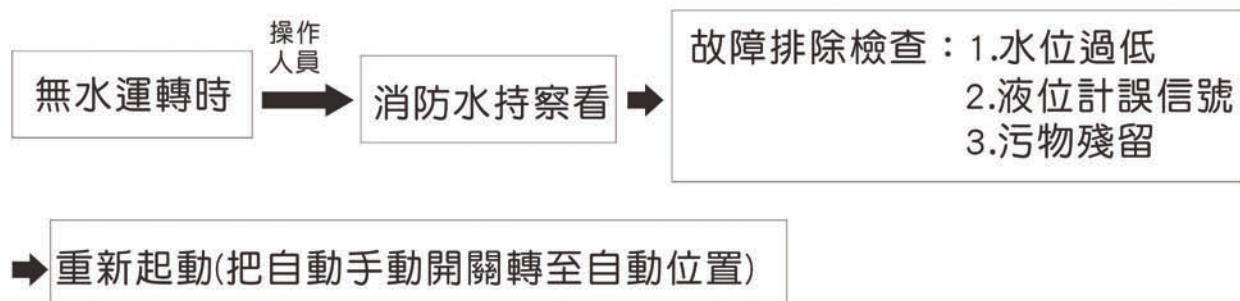 操作
人員
無水運轉時
消防水持察看
故障排除檢查：1.水位過低
2.液位計誤信號
3.污物殘留
重新起動(把自動手動開關轉至自動位置)